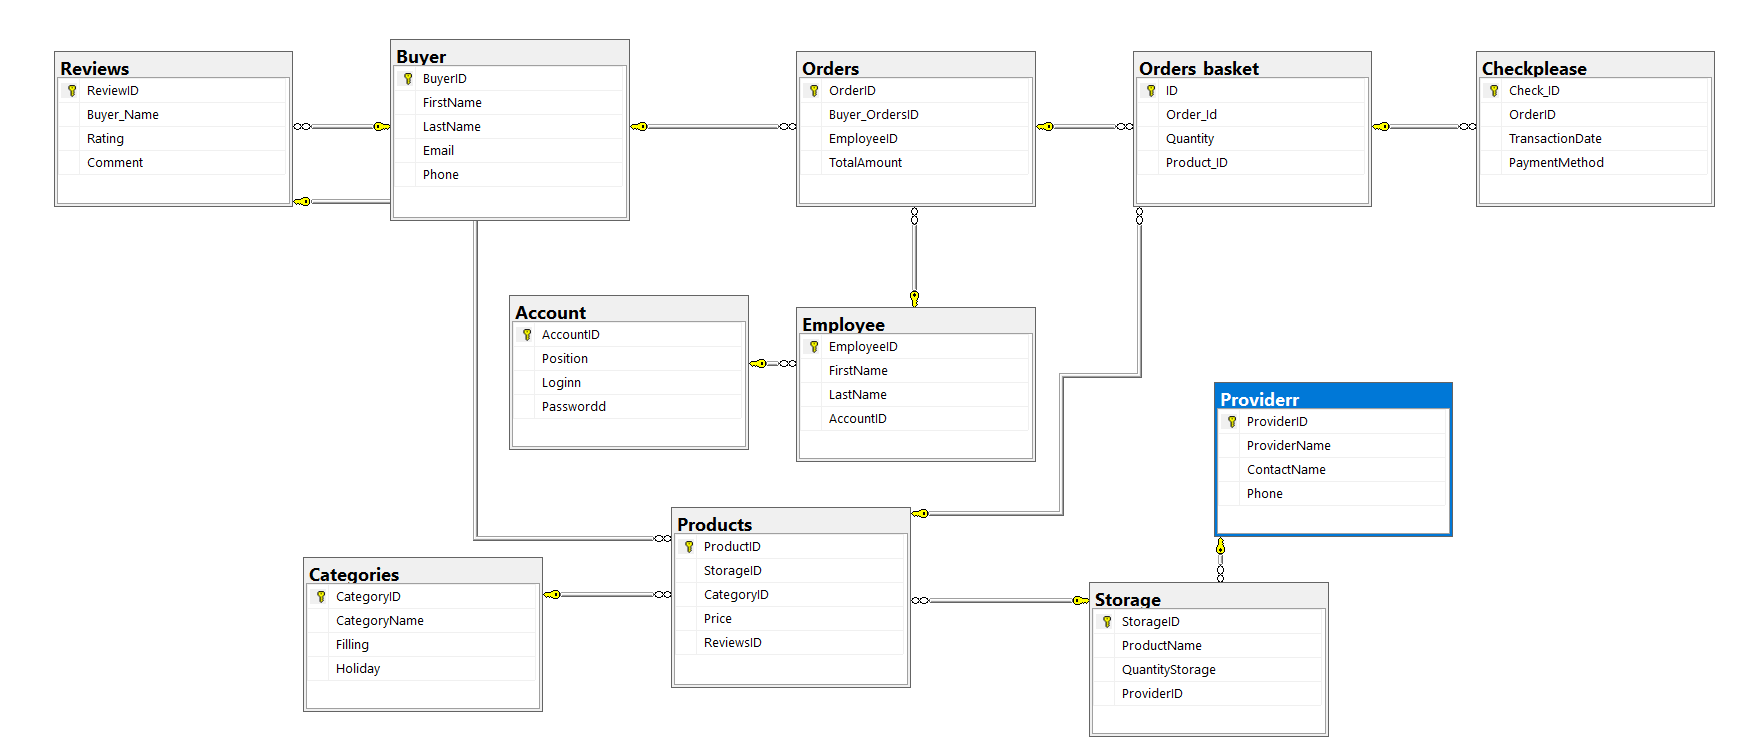 Reviews
ReviewID
Buyer_Name
Rating
Comment
Buyer
BuyerID
FirstName
LastName
Email
Phone
Orders
OrderID
Buyer_OrdersID
EmployeeID
TotalAmount
Orders_basket
ID
Order_Id
Quantity
Product_ID
Checkplease
Check_ID
OrderID
TransactionDate
PaymentMethod
Account
AccountID
Position
Loginn
Passwordd
Employee
EmployeeID
FirstName
LastName
AccountID
Providerr
ProviderID
ProviderName
ContactName
Phone
Categories
CategoryID
CategoryName
Filling
Holiday
Products
ProductID
StorageID
CategoryID
Price
ReviewsID
Storage
StorageID
ProductName
QuantityStorage
ProviderID